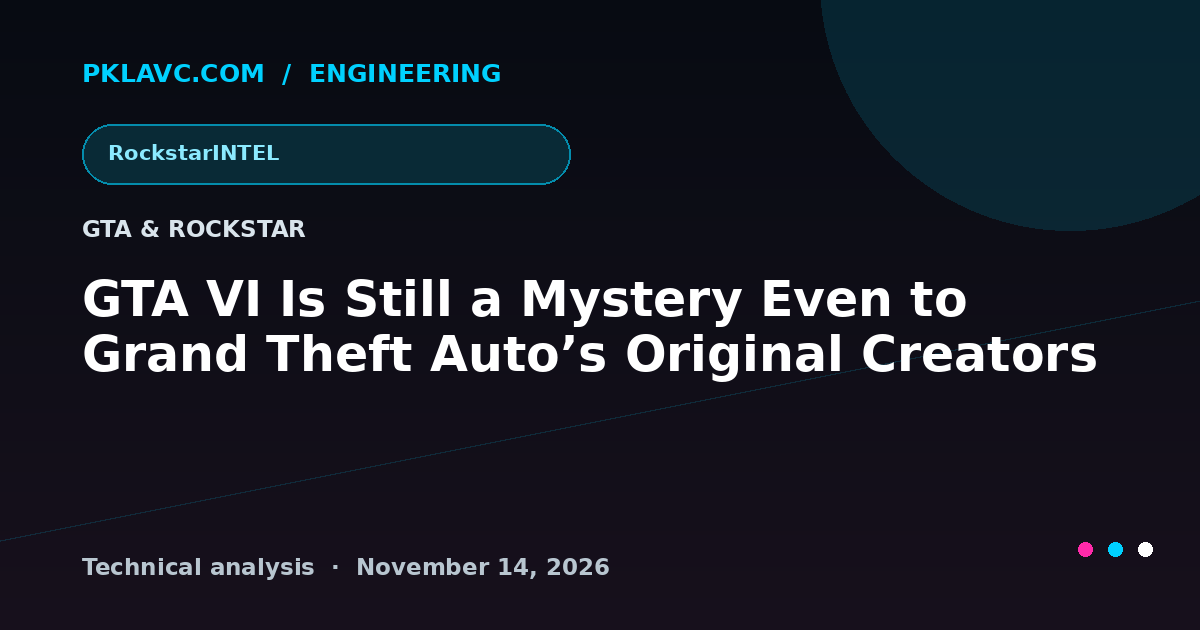 PKLAVC.COM / ENGINEERING
RockstarINTEL
GTA & ROCKSTAR
GTA VI Is Still a Mystery Even to
Grand Theft Auto’s Original Creators
Technical analysis · November 14, 2026